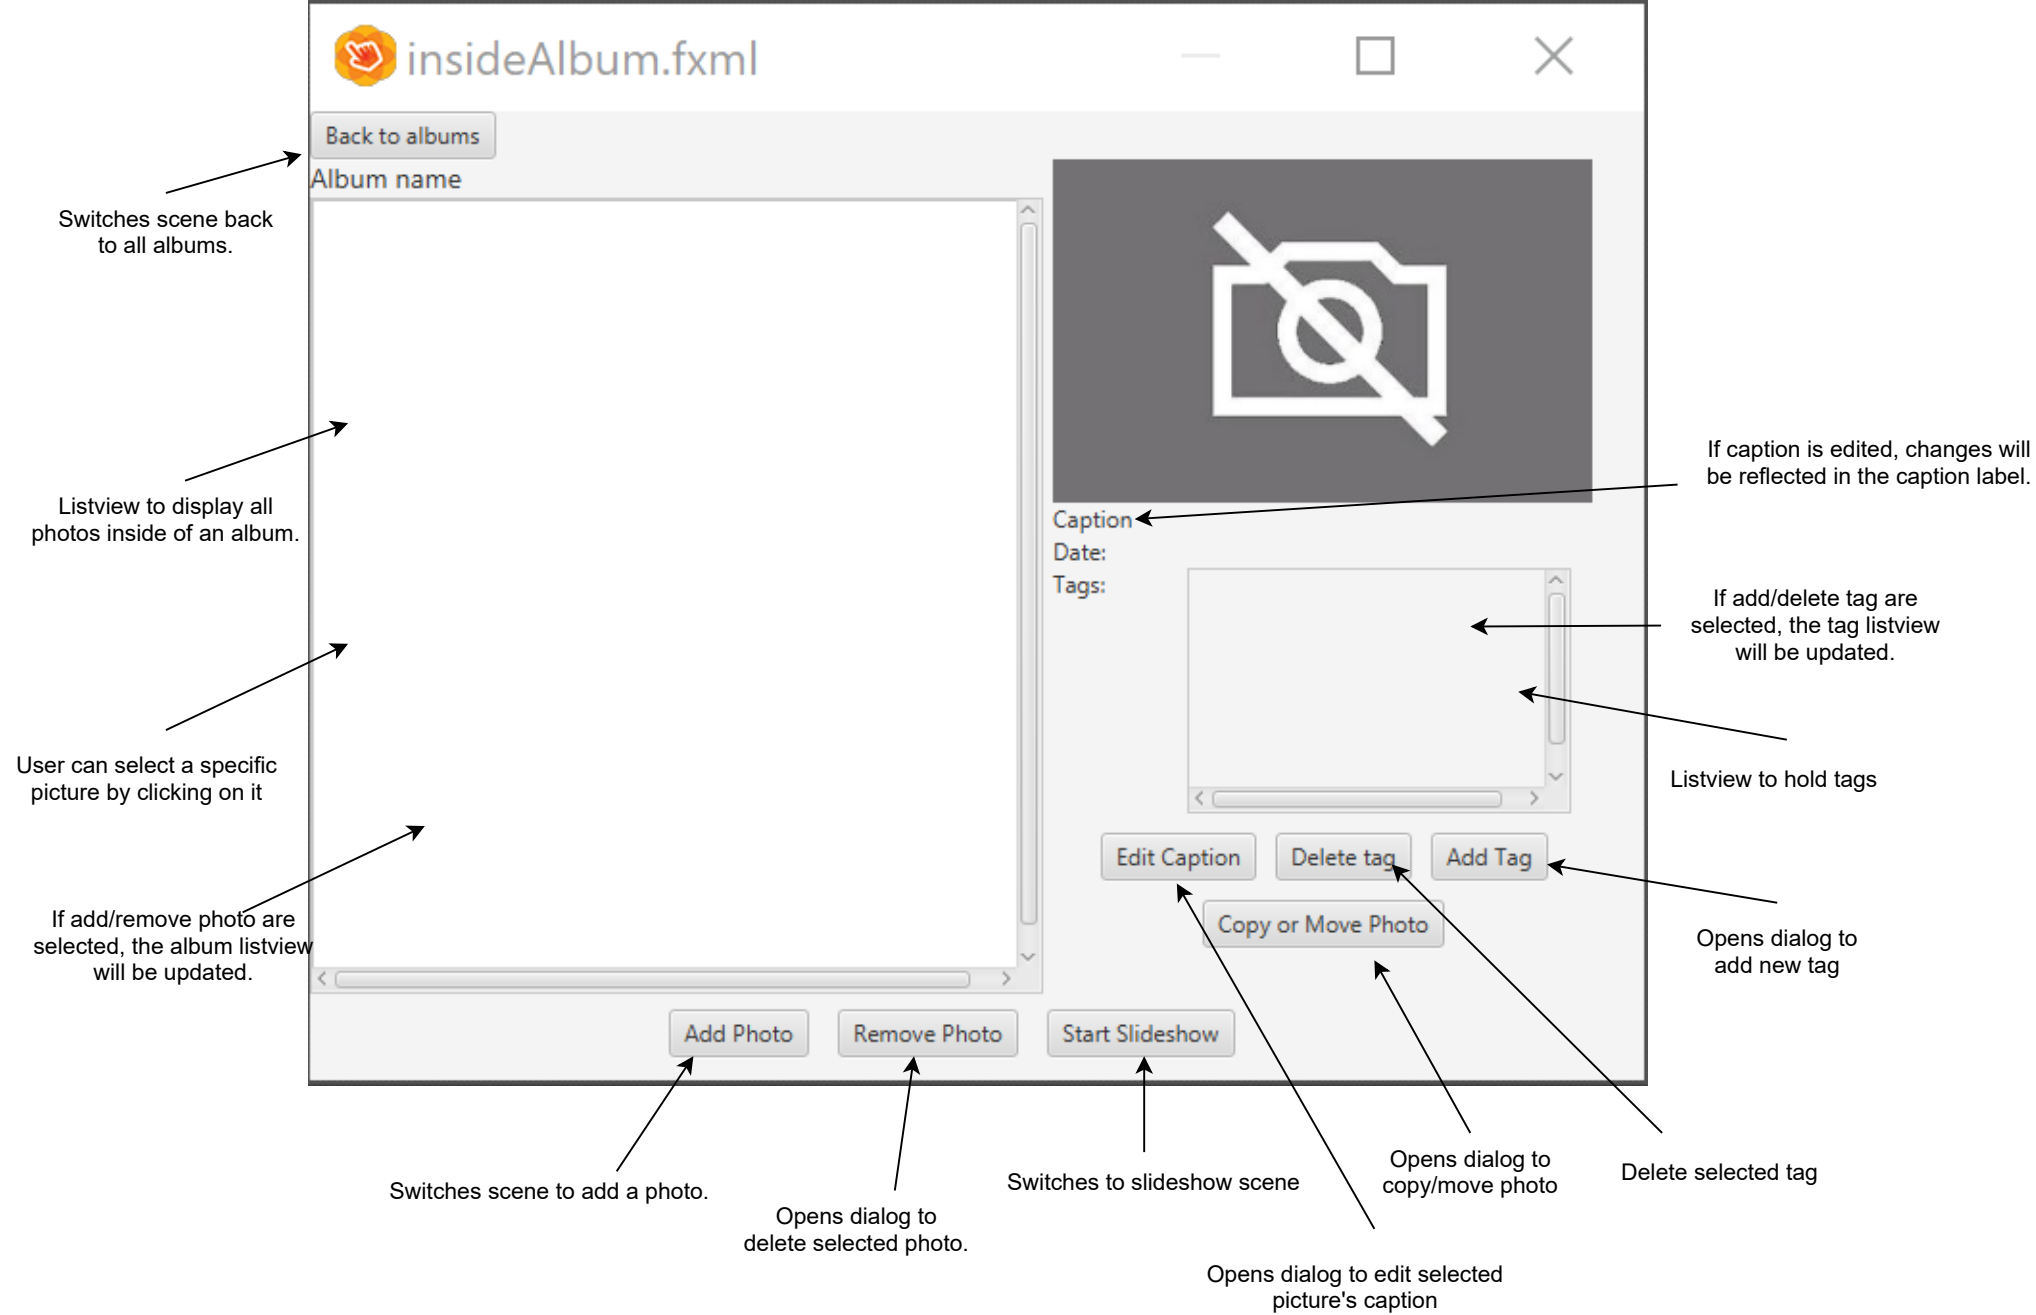 insideAlbum.fxml
Back to albums
Album name
Switches scene back
to all albums.
Listview to display all
photos inside of an album.
User can select a specific
picture by clicking on it
If add/remove photo are
selected, the album listview
will be updated.
If caption is edited, changes will
be reflected in the caption label.
Caption
Date:
Tags:
If add/delete tag are
selected, the tag listview
will be updated.
Listview to hold tags
Edit Caption
Delete tag
Add Tag
Copy or Move Photo
Opens dialog to
add new tag
Add Photo
Remove Photo
Start Slideshow
Switches scene to add a photo.
Opens dialog to
delete selected photo.
Switches to slideshow scene
Opens dialog to
copy/move photo
Delete selected tag
Opens dialog to edit selected
picture's caption